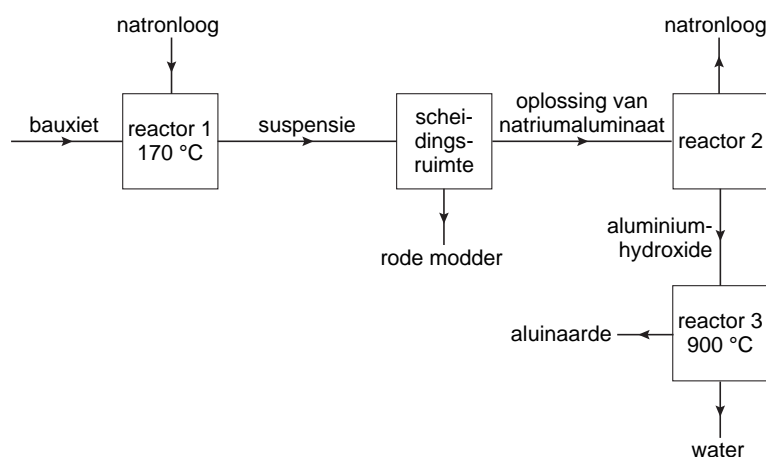 natronloog
bauxiet
reactor 1
170 °C
suspensie
schei-
dings-
ruimte
rode modder
oplossing van
natriumaluminaat
natronloog
reactor 2
aluminium-
hydroxide
reactor 3
900 °C
aluinaarde
water